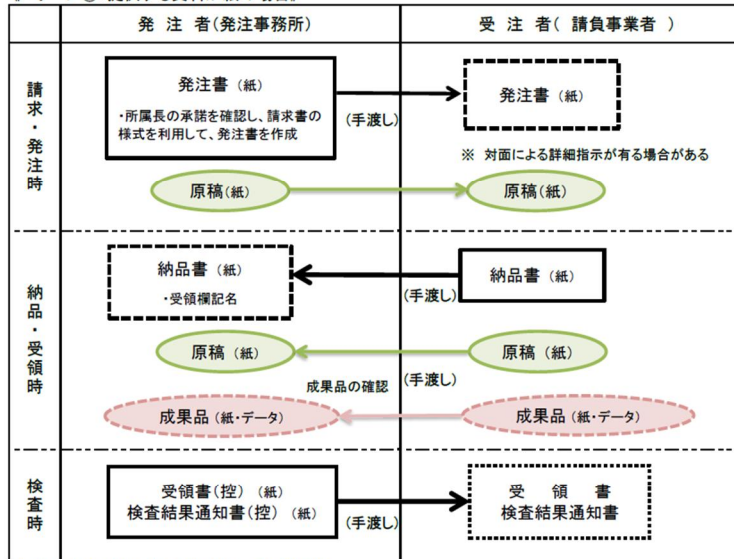 発 注 者(発注事務所)
受 注 者( 請負事業者 )
請求・発注時
発注書 (紙)
・所属長の承諾を確認し、請求書の
様式を利用して、発注書を作成
(手渡し)
発注書 (紙)
※ 対面による詳細指示が有る場合がある
原稿(紙)
原稿(紙)
納品・受領時
納品書 (紙)
・受領欄記名
(手渡し)
納品書 (紙)
原稿 (紙)
(手渡し)
原稿 (紙)
成果品の確認
成果品 (紙・データ)
成果品 (紙・データ)
検査時
受領書(控) (紙)
検査結果通知書(控) (紙)
(手渡し)
受 領 書
検査結果通知書